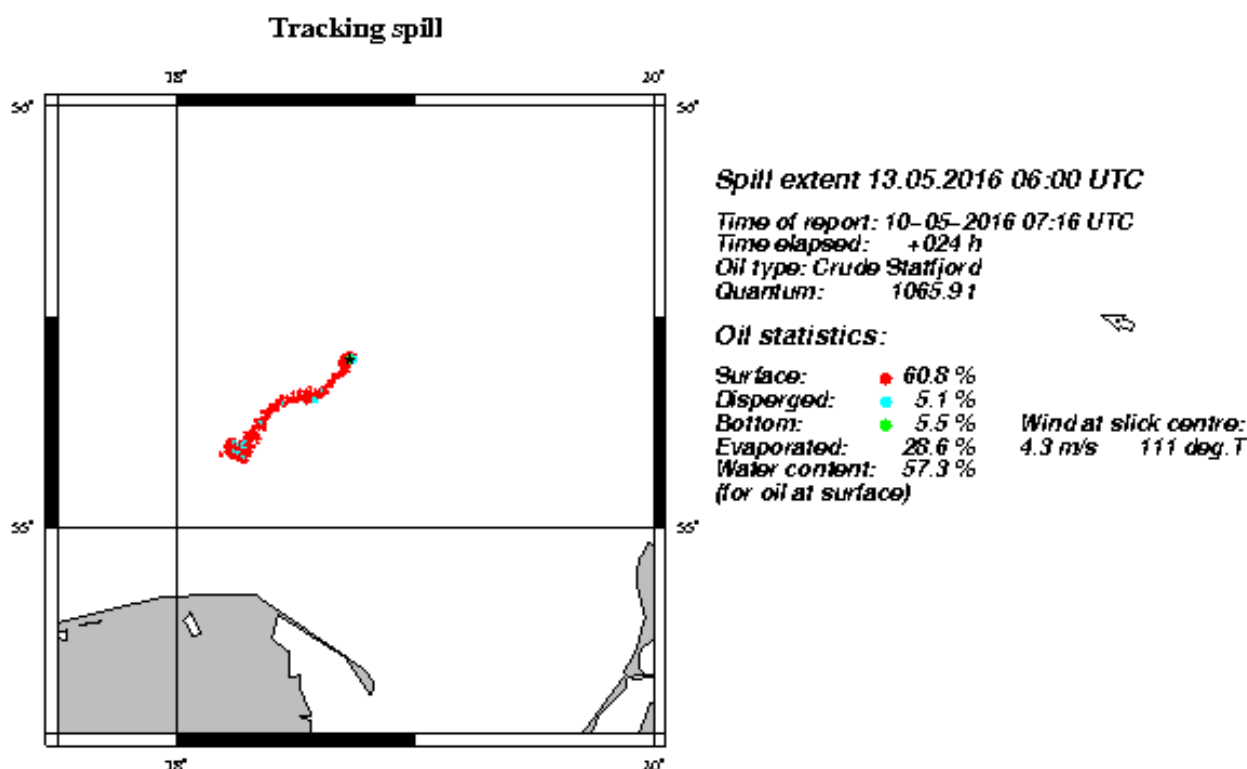 Tracking spill
18° 20°
56° 56°
Spill extent 13.05.2016 06:00 UTC
Time of report: 10-05-2016 07:16 UTC
Time elapsed: +024 h
Oil type: Crude Statfjord
Quantum: 1065.9 t
Oil statistics:
Surface: 60.8 %
Disperged: 5.1 %
Bottom: 5.5 % Wind at slick centre:
Evaporated: 28.6 % 4.3 m/s 111 deg.T
Water content: 57.3 %
(for oil at surface)
55° 55°
18° 20°